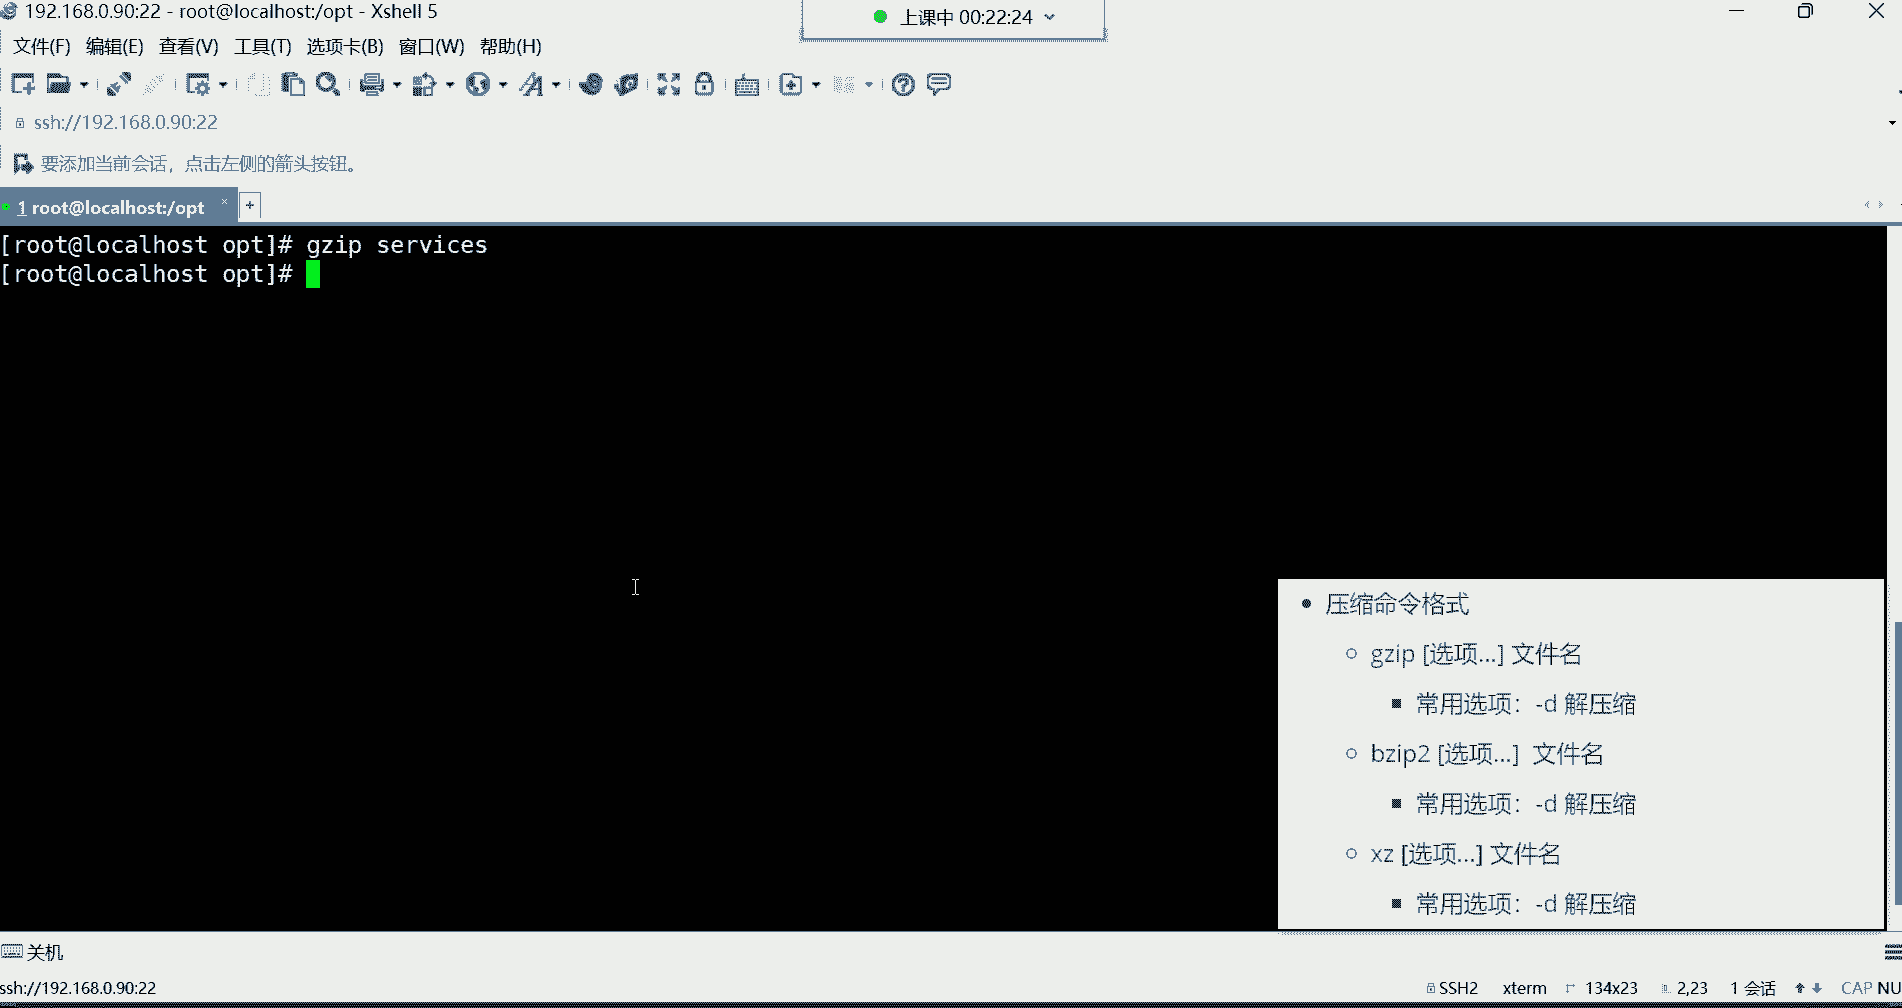 192.168.0.90:22 - root@localhost:/opt - Xshell 5
上课中 00:22:24
文件(F) 编辑(E) 查看(V) 工具(T) 选项卡(B) 窗口(W) 帮助(H)
ssh://192.168.0.90:22
要添加当前会话，点击左侧的箭头按钮。
1 root@localhost:/opt
[root@localhost opt]# gzip services
[root@localhost opt]#
• 压缩命令格式
gzip [选项...] 文件名
常用选项：-d 解压缩
bzip2 [选项...] 文件名
常用选项：-d 解压缩
xz [选项...] 文件名
常用选项：-d 解压缩
关机
ssh://192.168.0.90:22 SSH2 xterm 134x23 2,23 1 会话 CAP NU